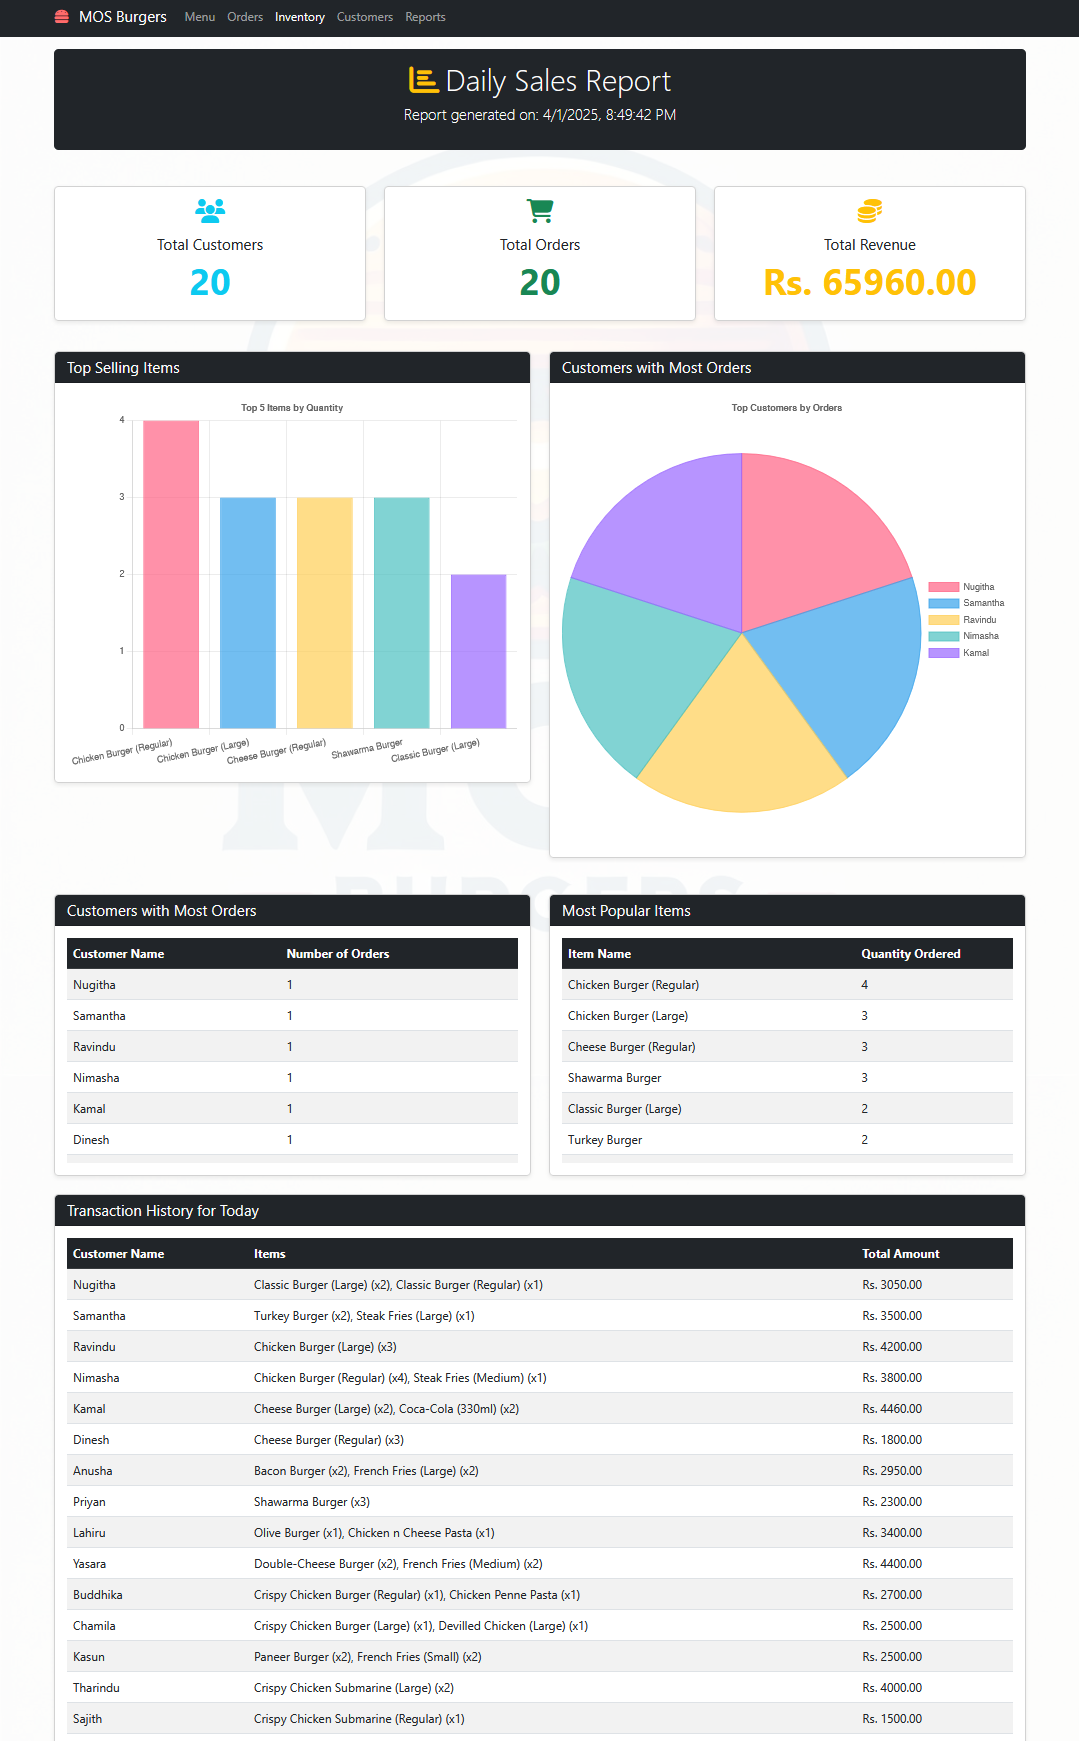 MOS Burgers Menu Orders Inventory Customers Reports
Daily Sales Report
Report generated on: 4/1/2025, 8:49:42 PM
Total Customers
20
Total Orders
20
Total Revenue
Rs. 65960.00
Top Selling Items
Top 5 Items by Quantity
4
3
2
1
0
Chicken Burger (Regular)
Chicken Burger (Large)
Cheese Burger (Regular)
Shawarma Burger
Classic Burger (Large)
Customers with Most Orders
Top Customers by Orders
Nugitha
Samantha
Ravindu
Nimasha
Kamal
BURGERS
Customers with Most Orders
Customer Name Number of Orders
Nugitha 1
Samantha 1
Ravindu 1
Nimasha 1
Kamal 1
Dinesh 1
Most Popular Items
Item Name Quantity Ordered
Chicken Burger (Regular) 4
Chicken Burger (Large) 3
Cheese Burger (Regular) 3
Shawarma Burger 3
Classic Burger (Large) 2
Turkey Burger 2
Transaction History for Today
Customer Name Items Total Amount
Nugitha Classic Burger (Large) (x2), Classic Burger (Regular) (x1) Rs. 3050.00
Samantha Turkey Burger (x2), Steak Fries (Large) (x1) Rs. 3500.00
Ravindu Chicken Burger (Large) (x3) Rs. 4200.00
Nimasha Chicken Burger (Regular) (x4), Steak Fries (Medium) (x1) Rs. 3800.00
Kamal Cheese Burger (Large) (x2), Coca-Cola (330ml) (x2) Rs. 4460.00
Dinesh Cheese Burger (Regular) (x3) Rs. 1800.00
Anusha Bacon Burger (x2), French Fries (Large) (x2) Rs. 2950.00
Priyan Shawarma Burger (x3) Rs. 2300.00
Lahiru Olive Burger (x1), Chicken n Cheese Pasta (x1) Rs. 3400.00
Yasara Double-Cheese Burger (x2), French Fries (Medium) (x2) Rs. 4400.00
Buddhika Crispy Chicken Burger (Regular) (x1), Chicken Penne Pasta (x1) Rs. 2700.00
Chamila Crispy Chicken Burger (Large) (x1), Devilled Chicken (Large) (x1) Rs. 2500.00
Kasun Paneer Burger (x2), French Fries (Small) (x2) Rs. 2500.00
Tharindu Crispy Chicken Submarine (Large) (x2) Rs. 4000.00
Sajith Crispy Chicken Submarine (Regular) (x1) Rs. 1500.00